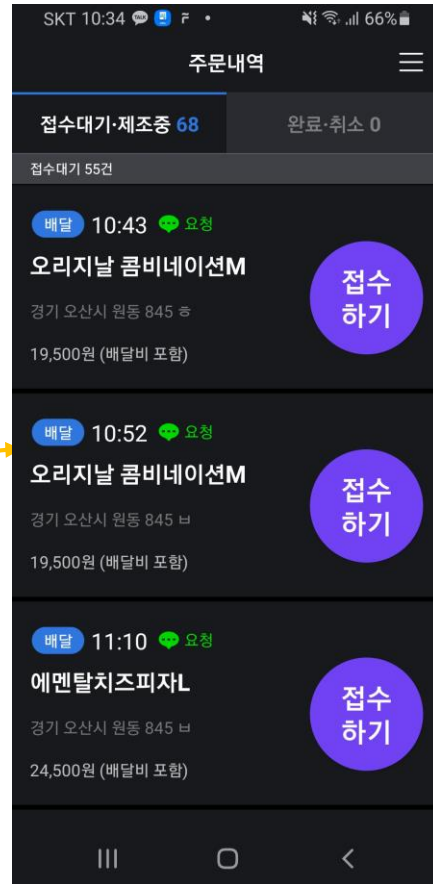 SKT 10:34 66%
주문내역
접수대기·제조중 68 완료·취소 0
접수대기 55건
배달 10:43 요청
오리지날 콤비네이션M
경기 오산시 원동 845 ㅎ
19,500원 (배달비 포함)
접수
하기
배달 10:52 요청
오리지날 콤비네이션M
경기 오산시 원동 845 ㅂ
19,500원 (배달비 포함)
접수
하기
배달 11:10 요청
에멘탈치즈피자L
경기 오산시 원동 845 ㅂ
24,500원 (배달비 포함)
접수
하기